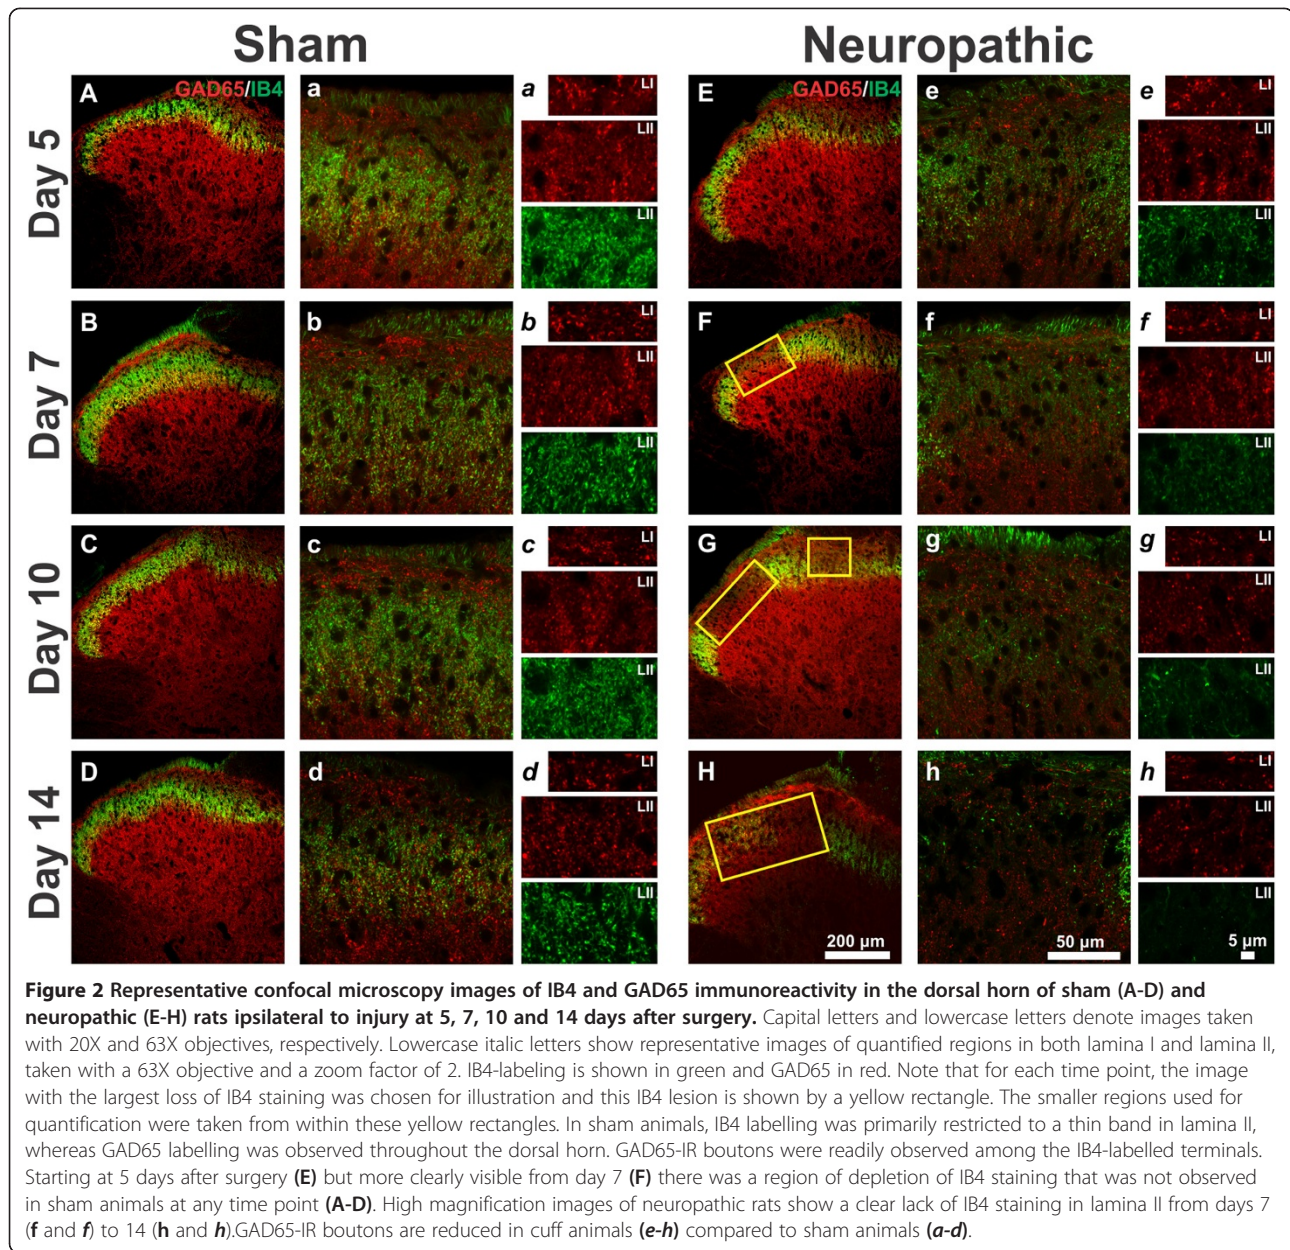 Sham Neuropathic
Day 5
A GAD65/IB4 a a LI E GAD65/IB4 e e LI
LII LII
LII LII
Day 7
B b b LI F f f LI
LII LII
LII LII
Day 10
C c c LI G g g LI
LII LII
LII LII
Day 14
D d d LI H h h LI
LII LII
LII LII
200 µm 50 µm 5 µm
Figure 2 Representative confocal microscopy images of IB4 and GAD65 immunoreactivity in the dorsal horn of sham (A-D) and
neuropathic (E-H) rats ipsilateral to injury at 5, 7, 10 and 14 days after surgery. Capital letters and lowercase letters denote images taken
with 20X and 63X objectives, respectively. Lowercase italic letters show representative images of quantified regions in both lamina I and lamina II,
taken with a 63X objective and a zoom factor of 2. IB4-labeling is shown in green and GAD65 in red. Note that for each time point, the image
with the largest loss of IB4 staining was chosen for illustration and this IB4 lesion is shown by a yellow rectangle. The smaller regions used for
quantification were taken from within these yellow rectangles. In sham animals, IB4 labelling was primarily restricted to a thin band in lamina II,
whereas GAD65 labelling was observed throughout the dorsal horn. GAD65-IR boutons were readily observed among the IB4-labelled terminals.
Starting at 5 days after surgery (E) but more clearly visible from day 7 (F) there was a region of depletion of IB4 staining that was not observed
in sham animals at any time point (A-D). High magnification images of neuropathic rats show a clear lack of IB4 staining in lamina II from days 7
(f and f) to 14 (h and h).GAD65-IR boutons are reduced in cuff animals (e-h) compared to sham animals (a-d).